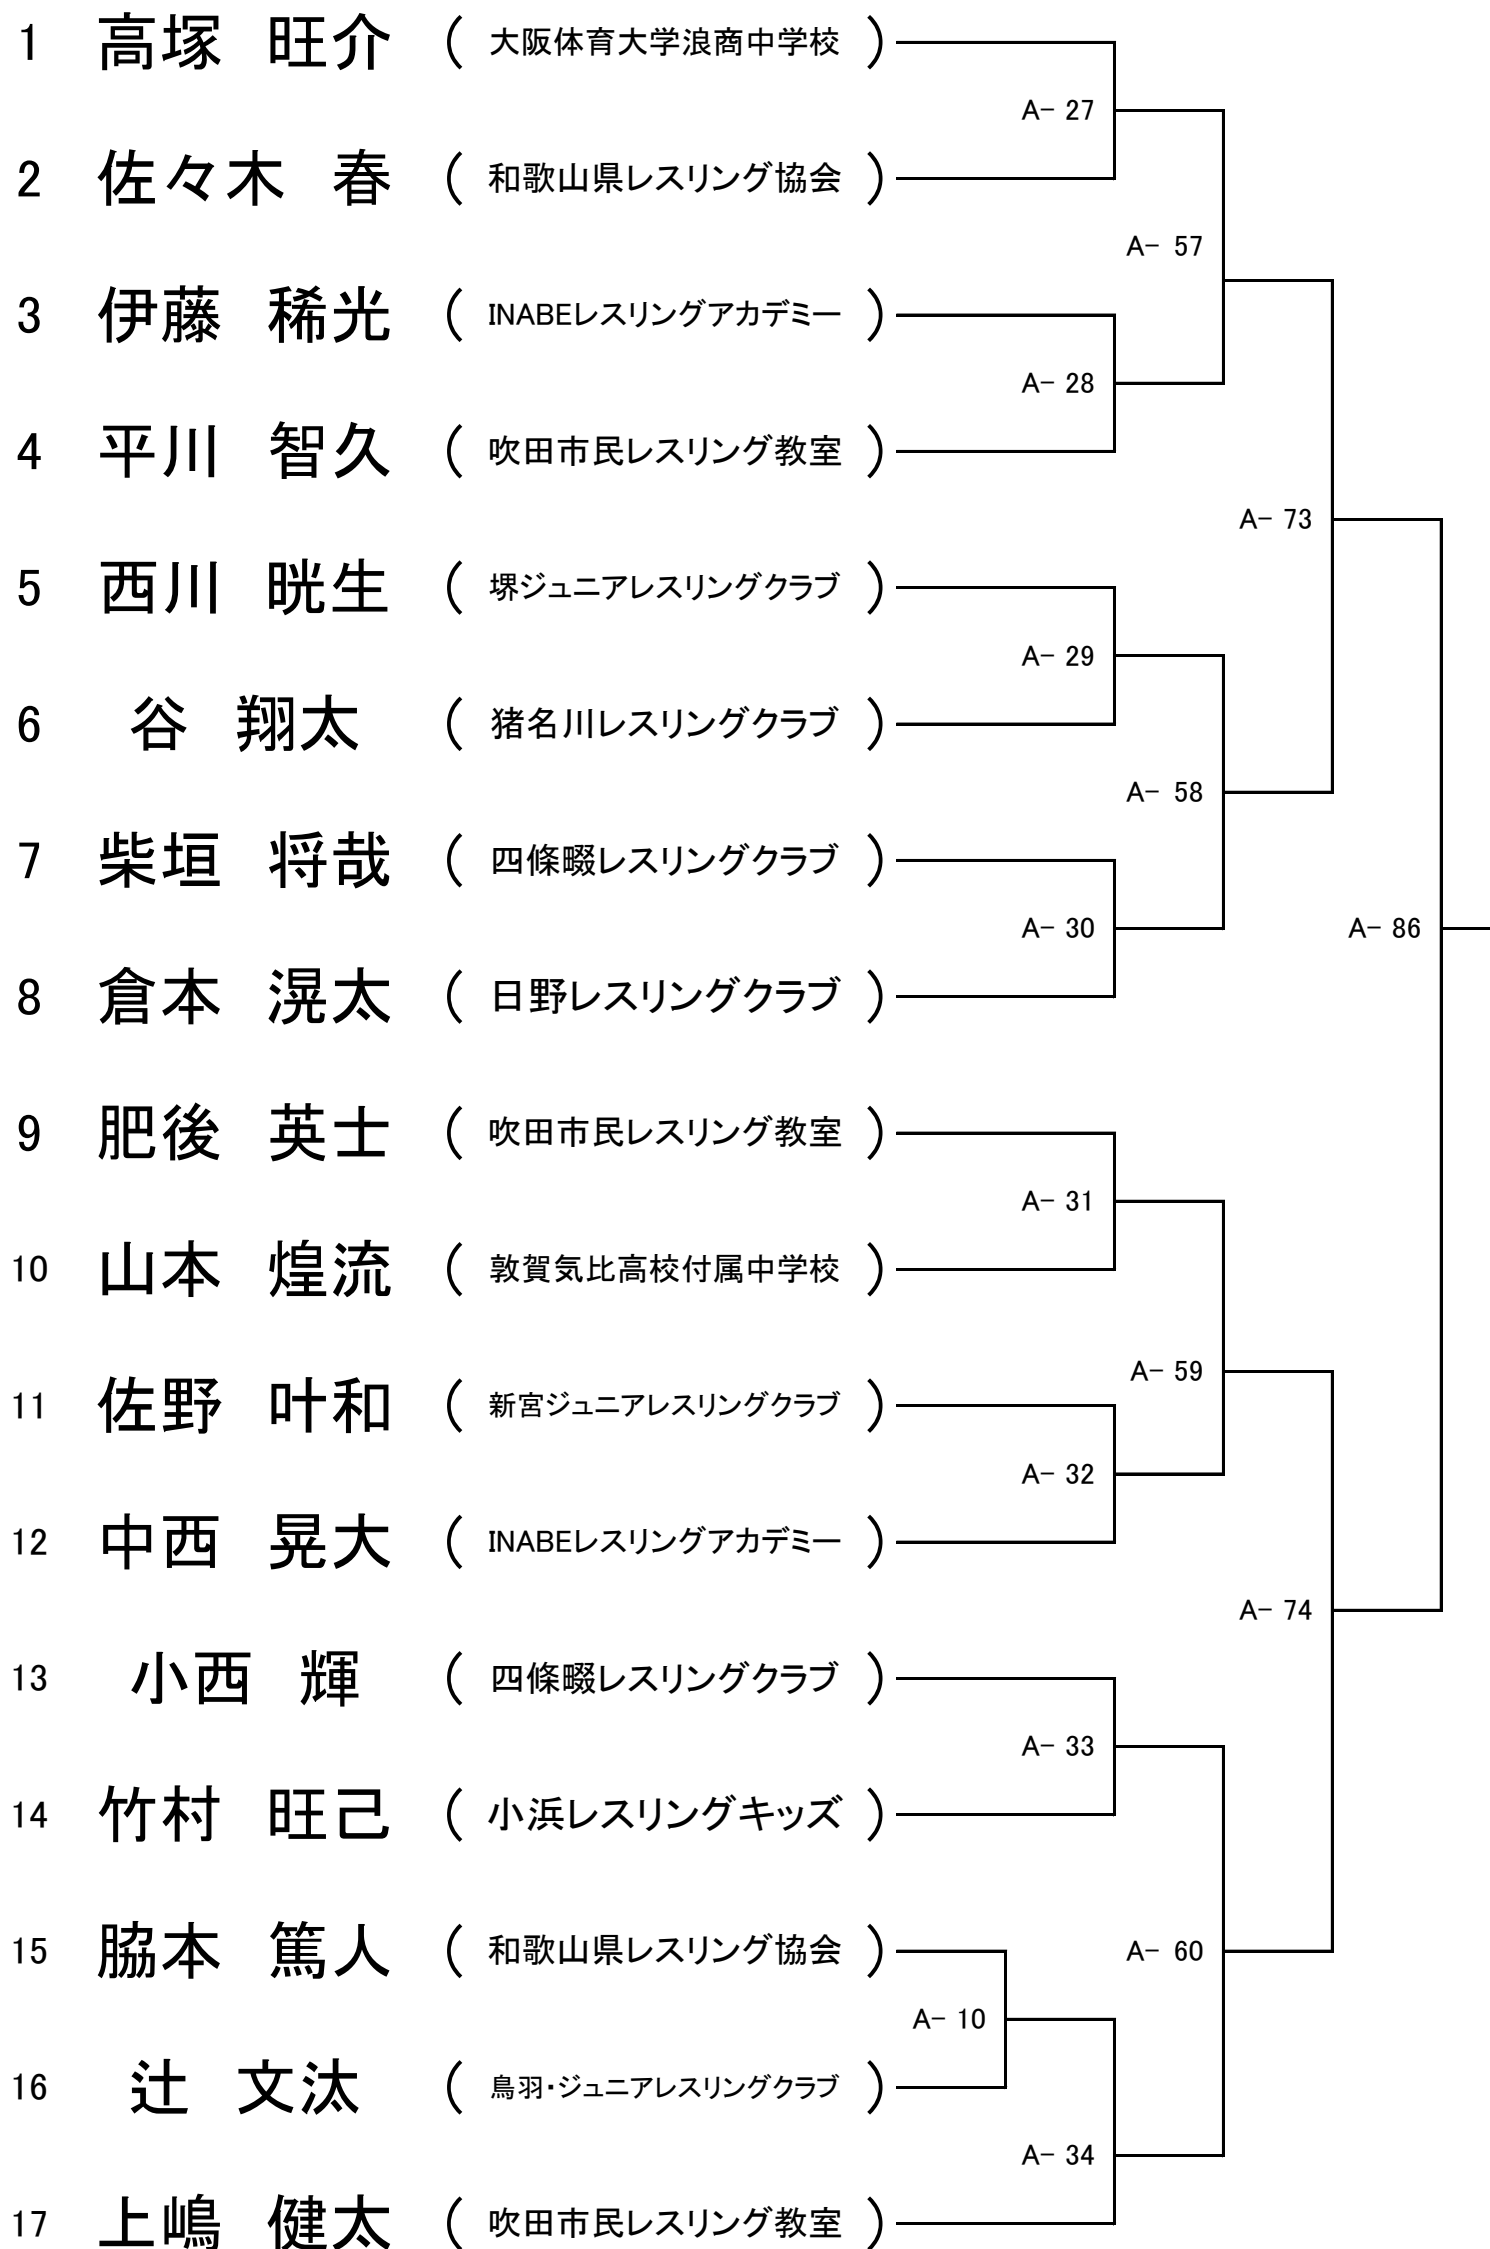 1 高塚 旺介 ( 大阪体育大学浪商中学校 )
A- 27
2 佐々木 春 ( 和歌山県レスリング協会 )
A- 57
3 伊藤 稀光 ( INABEレスリングアカデミー )
A- 28
4 平川 智久 ( 吹田市民レスリング教室 )
A- 73
5 西川 晄生 ( 堺ジュニアレスリングクラブ )
A- 29
6 谷 翔太 ( 猪名川レスリングクラブ )
A- 58
7 柴垣 将哉 ( 四條畷レスリングクラブ )
A- 30 A- 86
8 倉本 滉太 ( 日野レスリングクラブ )
9 肥後 英士 ( 吹田市民レスリング教室 )
A- 31
10 山本 煌流 ( 敦賀気比高校付属中学校 )
A- 59
11 佐野 叶和 ( 新宮ジュニアレスリングクラブ )
A- 32
12 中西 晃大 ( INABEレスリングアカデミー )
A- 74
13 小西 輝 ( 四條畷レスリングクラブ )
A- 33
14 竹村 旺己 ( 小浜レスリングキッズ )
15 脇本 篤人 ( 和歌山県レスリング協会 ) A- 60
A- 10
16 辻 文汰 ( 鳥羽・ジュニアレスリングクラブ )
A- 34
17 上嶋 健太 ( 吹田市民レスリング教室 )